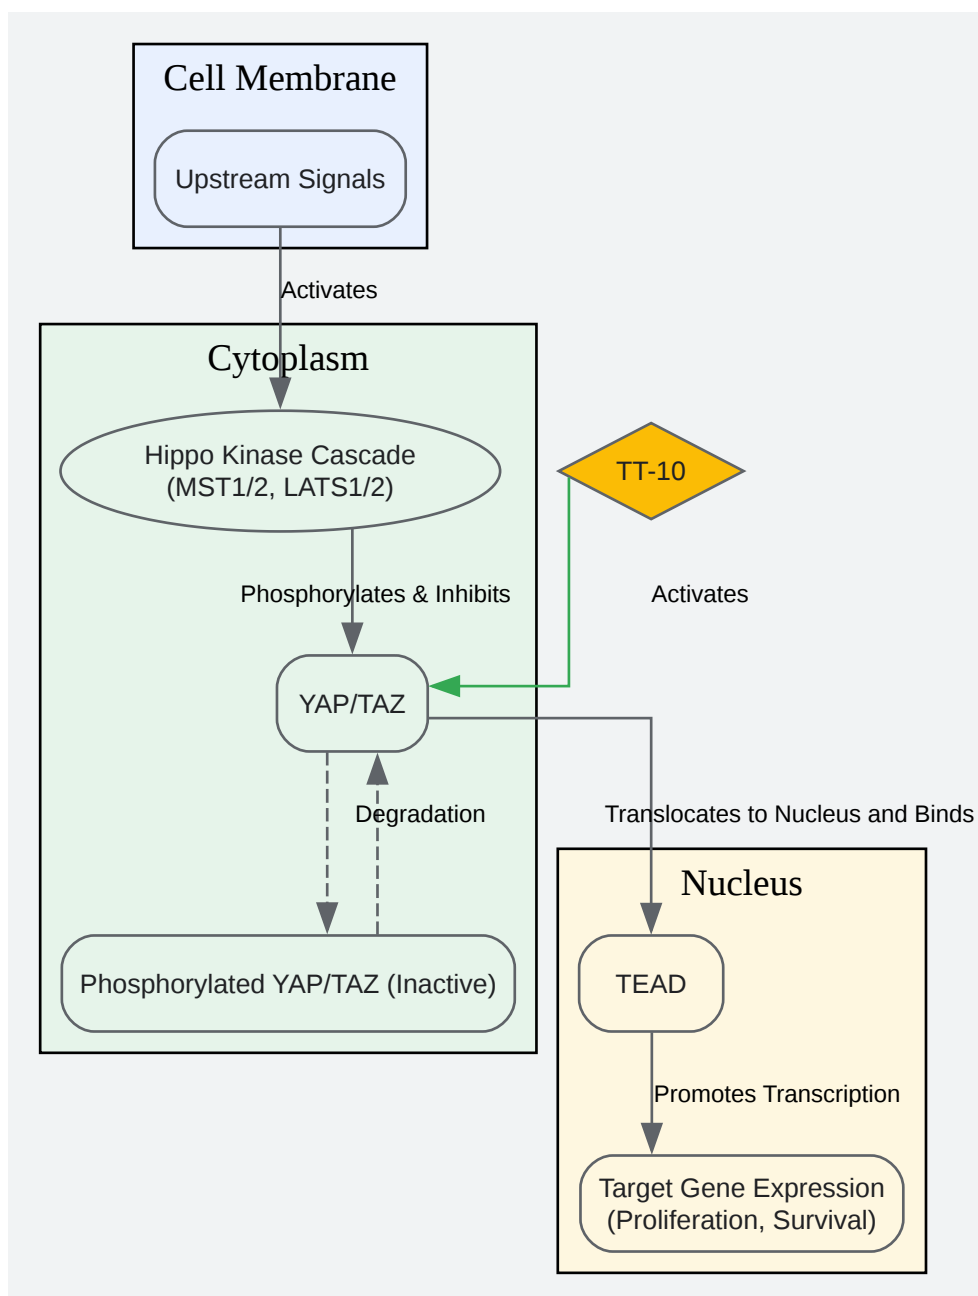 Cell Membrane
Upstream Signals
Activates
Cytoplasm
Hippo Kinase Cascade
(MST1/2, LATS1/2)
TT-10
Phosphorylates & Inhibits
Activates
YAP/TAZ
Degradation
Translocates to Nucleus and Binds
Nucleus
Phosphorylated YAP/TAZ (Inactive)
TEAD
Promotes Transcription
Target Gene Expression
(Proliferation, Survival)